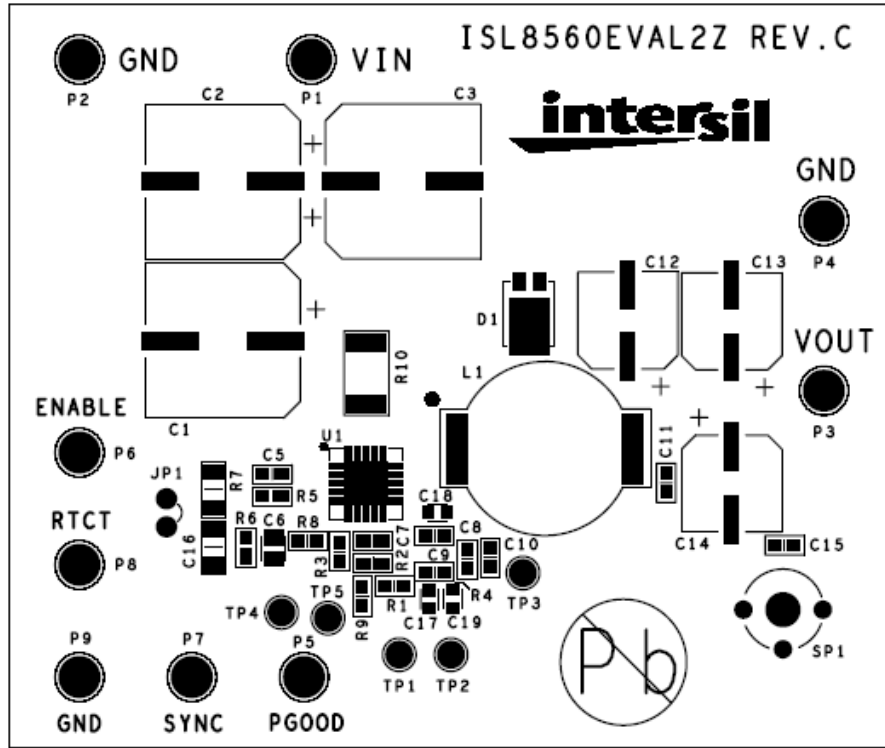 ISL8560EVAL2Z REV.C
GND
VIN
P2
C2
P1
C3
intersil
GND
P4
C12
C13
D1
VOUT
P3
L1
R10
ENABLE
C1
P6
U1
JP1
R7
C5
R5
C11
C18
RTCT
P8
C16
R6
C6
R8
R3
C7
R2
C9
C8
C10
C14
C15
R4
R1
R9
C17
C19
TP3
TP4
TP5
TP1
TP2
Pb
SP1
P9
P7
P5
GND
SYNC
PGOOD